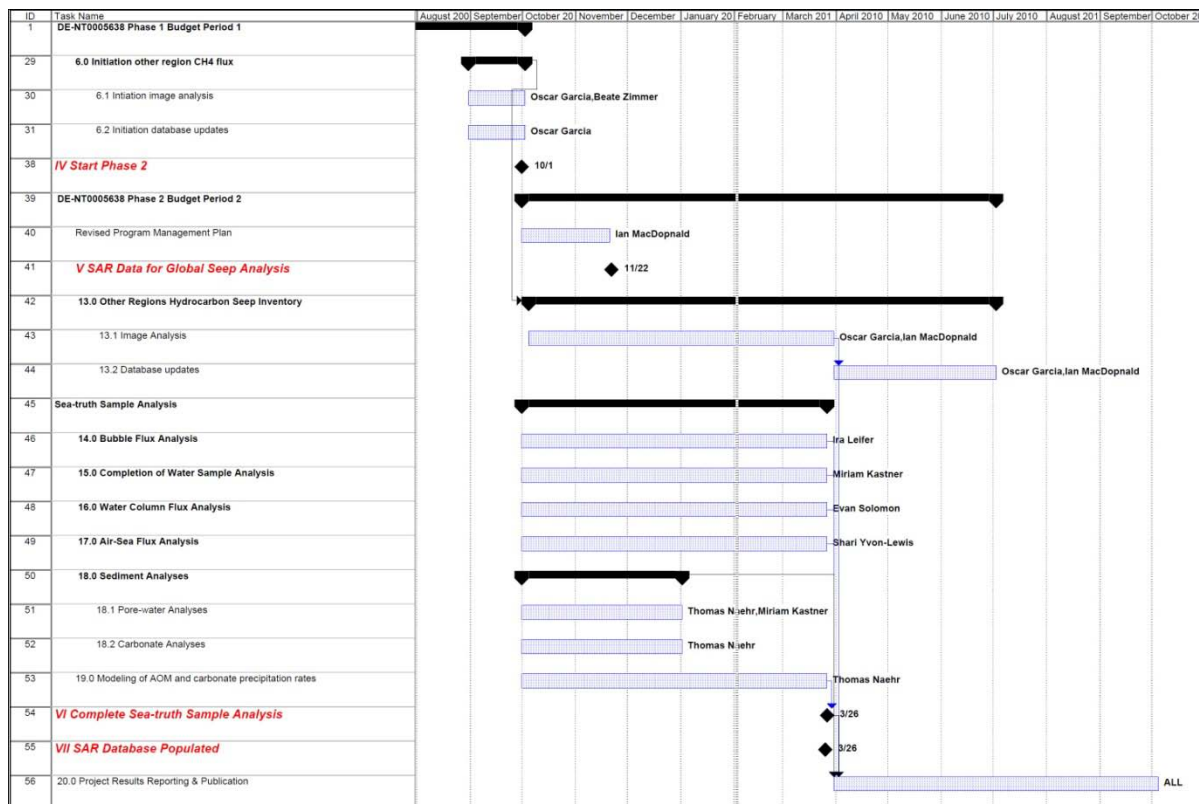 ID Task Name August 200 September October 20 November December January 20 February March 201 April 2010 May 2010 June 2010 July 2010 August 201 September October 20
1 DE-NT0005638 Phase 1 Budget Period 1
29 6.0 Initiation other region CH4 flux
30 6.1 Intiation image analysis Oscar Garcia,Beate Zimmer
31 6.2 Initiation database updates Oscar Garcia
38 IV Start Phase 2 10/1
39 DE-NT0005638 Phase 2 Budget Period 2
40 Revised Program Management Plan Ian MacDopnald
41 V SAR Data for Global Seep Analysis 11/22
42 13.0 Other Regions Hydrocarbon Seep Inventory
43 13.1 Image Analysis Oscar Garcia,Ian MacDopnald
44 13.2 Database updates Oscar Garcia,Ian MacDopnald
45 Sea-truth Sample Analysis
46 14.0 Bubble Flux Analysis Ira Leifer
47 15.0 Completion of Water Sample Analysis Miriam Kastner
48 16.0 Water Column Flux Analysis Evan Solomon
49 17.0 Air-Sea Flux Analysis Shari Yvon-Lewis
50 18.0 Sediment Analyses
51 18.1 Pore-water Analyses Thomas Naehr,Miriam Kastner
52 18.2 Carbonate Analyses Thomas Naehr
53 19.0 Modeling of AOM and carbonate precipitation rates Thomas Naehr
54 VI Complete Sea-truth Sample Analysis 3/26
55 VII SAR Database Populated 3/26
56 20.0 Project Results Reporting & Publication ALL